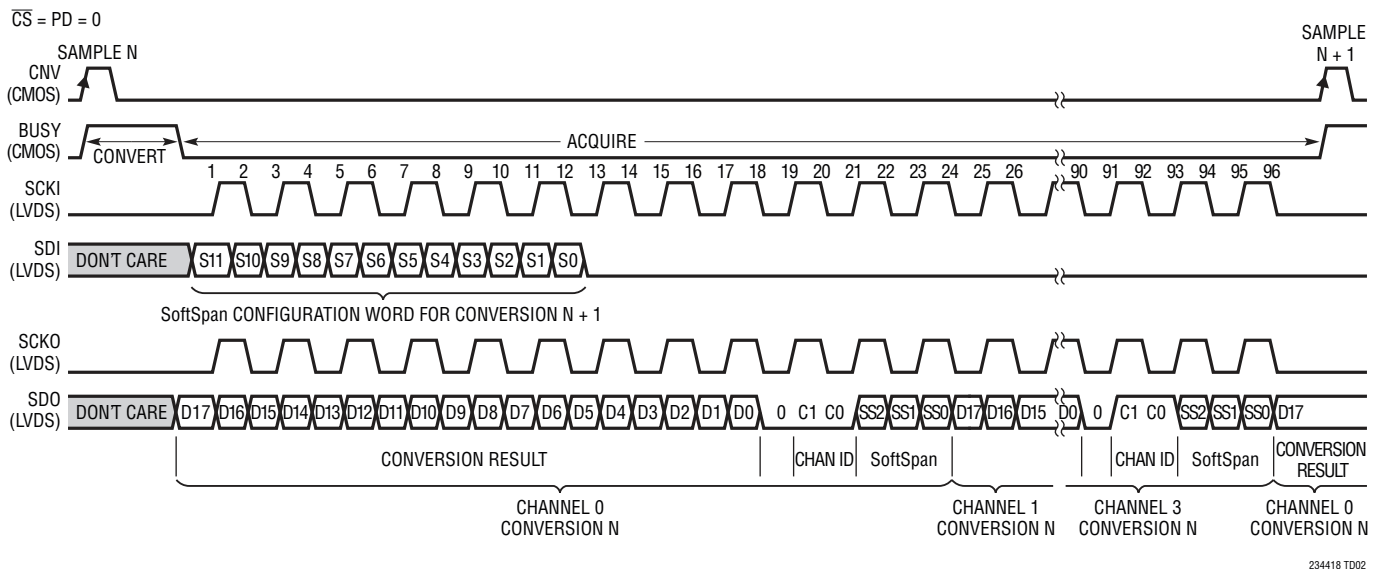 CS = PD = 0
SAMPLE N
SAMPLE
N + 1
CNV
(CMOS)
BUSY
(CMOS)
CONVERT
ACQUIRE
1 2 3 4 5 6 7 8 9 10 11 12 13 14 15 16 17 18 19 20 21 22 23 24 25 26 90 91 92 93 94 95 96
SCKI
(LVDS)
SDI
(LVDS)
DON'T CARE S11 S10 S9 S8 S7 S6 S5 S4 S3 S2 S1 S0
SoftSpan CONFIGURATION WORD FOR CONVERSION N + 1
SCKO
(LVDS)
SDO
(LVDS)
DON'T CARE D17 D16 D15 D14 D13 D12 D11 D10 D9 D8 D7 D6 D5 D4 D3 D2 D1 D0 0 C1 C0 SS2 SS1 SS0 D17 D16 D15 D0 0 C1 C0 SS2 SS1 SS0 D17
CONVERSION RESULT
CHAN ID
SoftSpan
CHAN ID
SoftSpan
CONVERSION
RESULT
CHANNEL 0
CONVERSION N
CHANNEL 1
CONVERSION N
CHANNEL 3
CONVERSION N
CHANNEL 0
CONVERSION N
234418 TD02